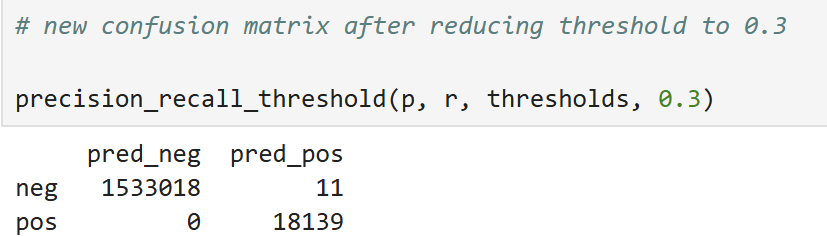 # new confusion matrix after reducing threshold to 0.3
precision_recall_threshold(p, r, thresholds, 0.3)
pred_neg pred_pos
neg 1533018 11
pos 0 18139